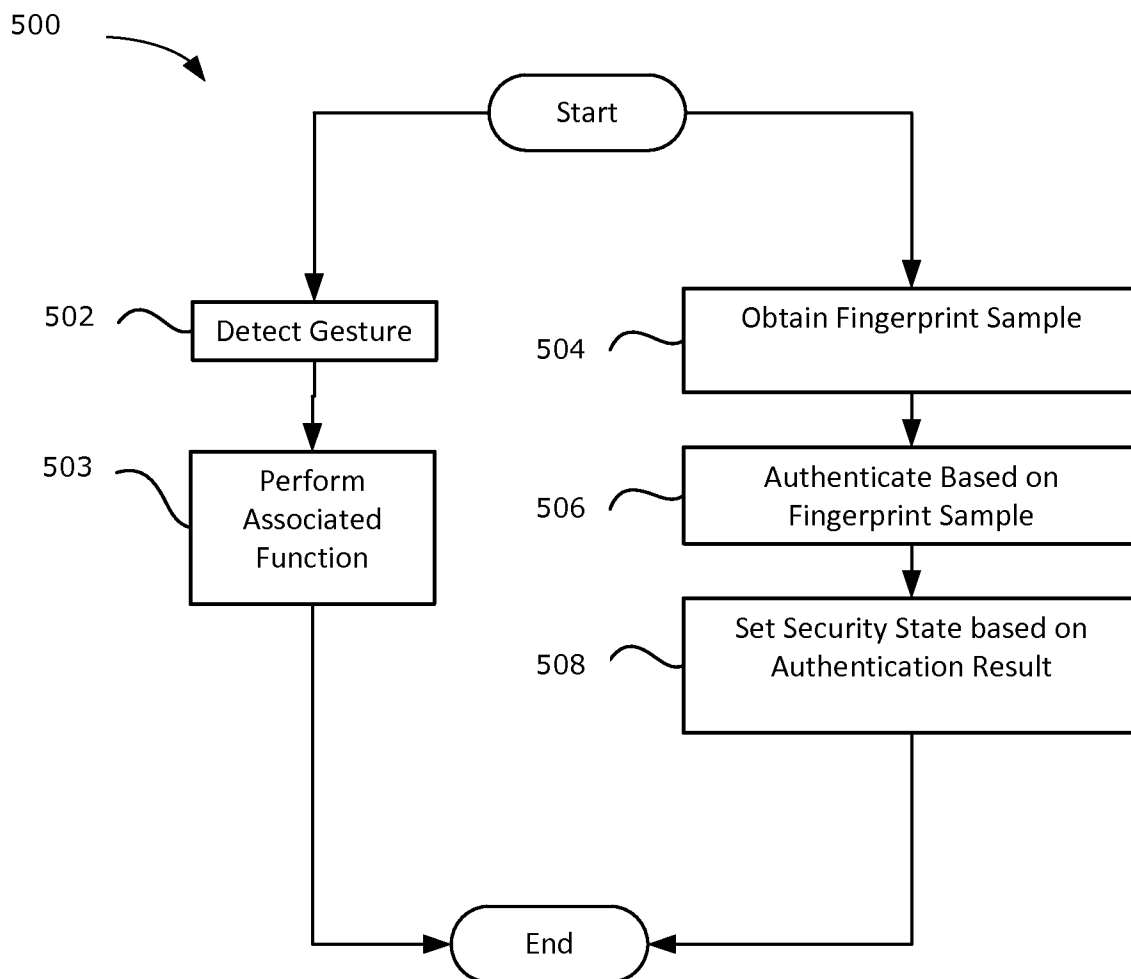 500
Start
502
Detect Gesture
503
Perform
Associated
Function
504
Obtain Fingerprint Sample
506
Authenticate Based on
Fingerprint Sample
508
Set Security State based on
Authentication Result
End